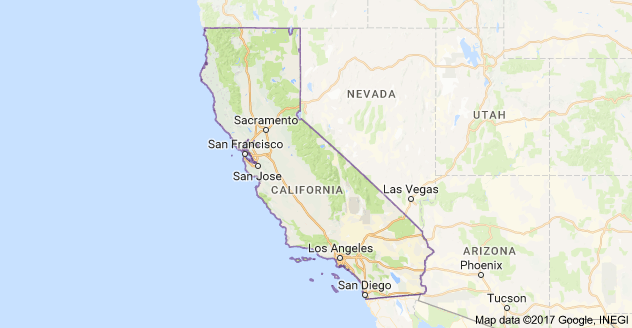 NEVADA
UTAH
Sacramento
San Francisco
San Jose
CALIFORNIA
Las Vegas
Los Angeles
ARIZONA
Phoenix
San Diego
Tucson
Map data ©2017 Google, INEGI